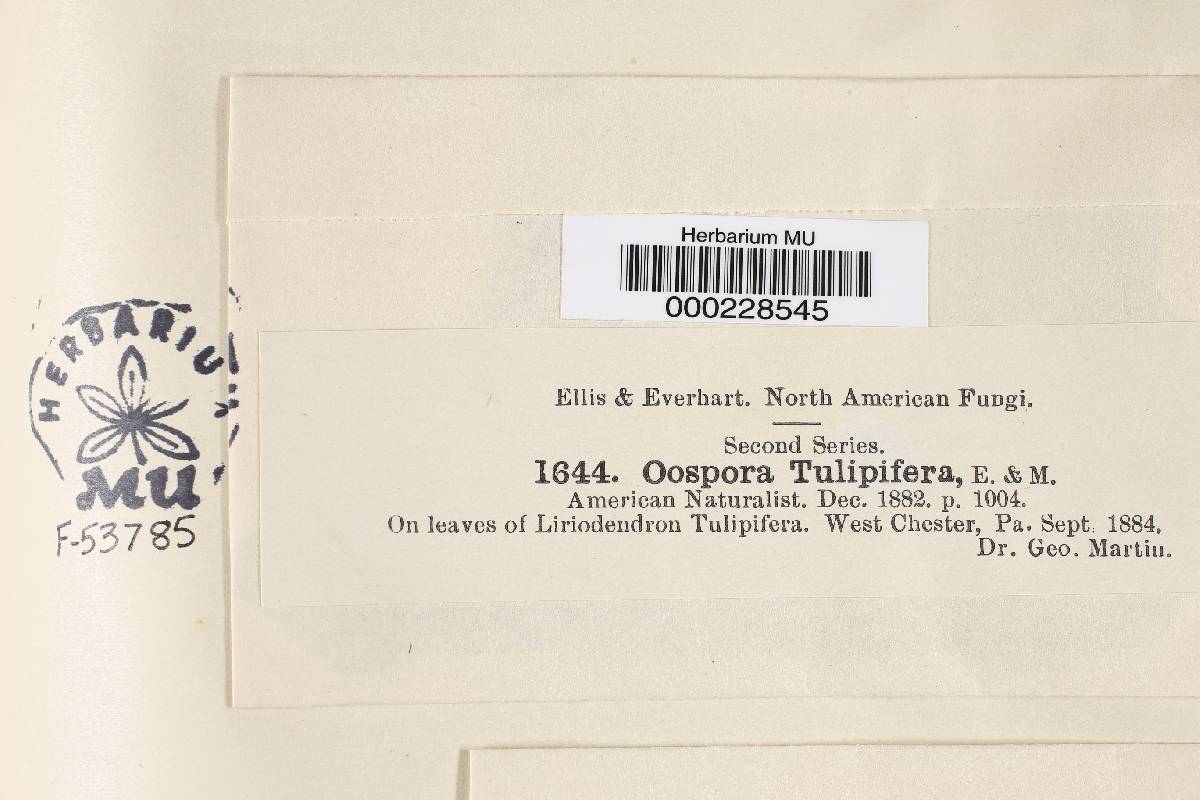 Herbarium MU
000228545
HERBARIUM
MU
F-53785
Ellis & Everhart. North American Fungi.
Second Series.
1644. Oospora Tulipifera, E. & M.
American Naturalist. Dec. 1882. p. 1004.
On leaves of Liriodendron Tulipifera. West Chester, Pa. Sept. 1884.
Dr. Geo. Martin.